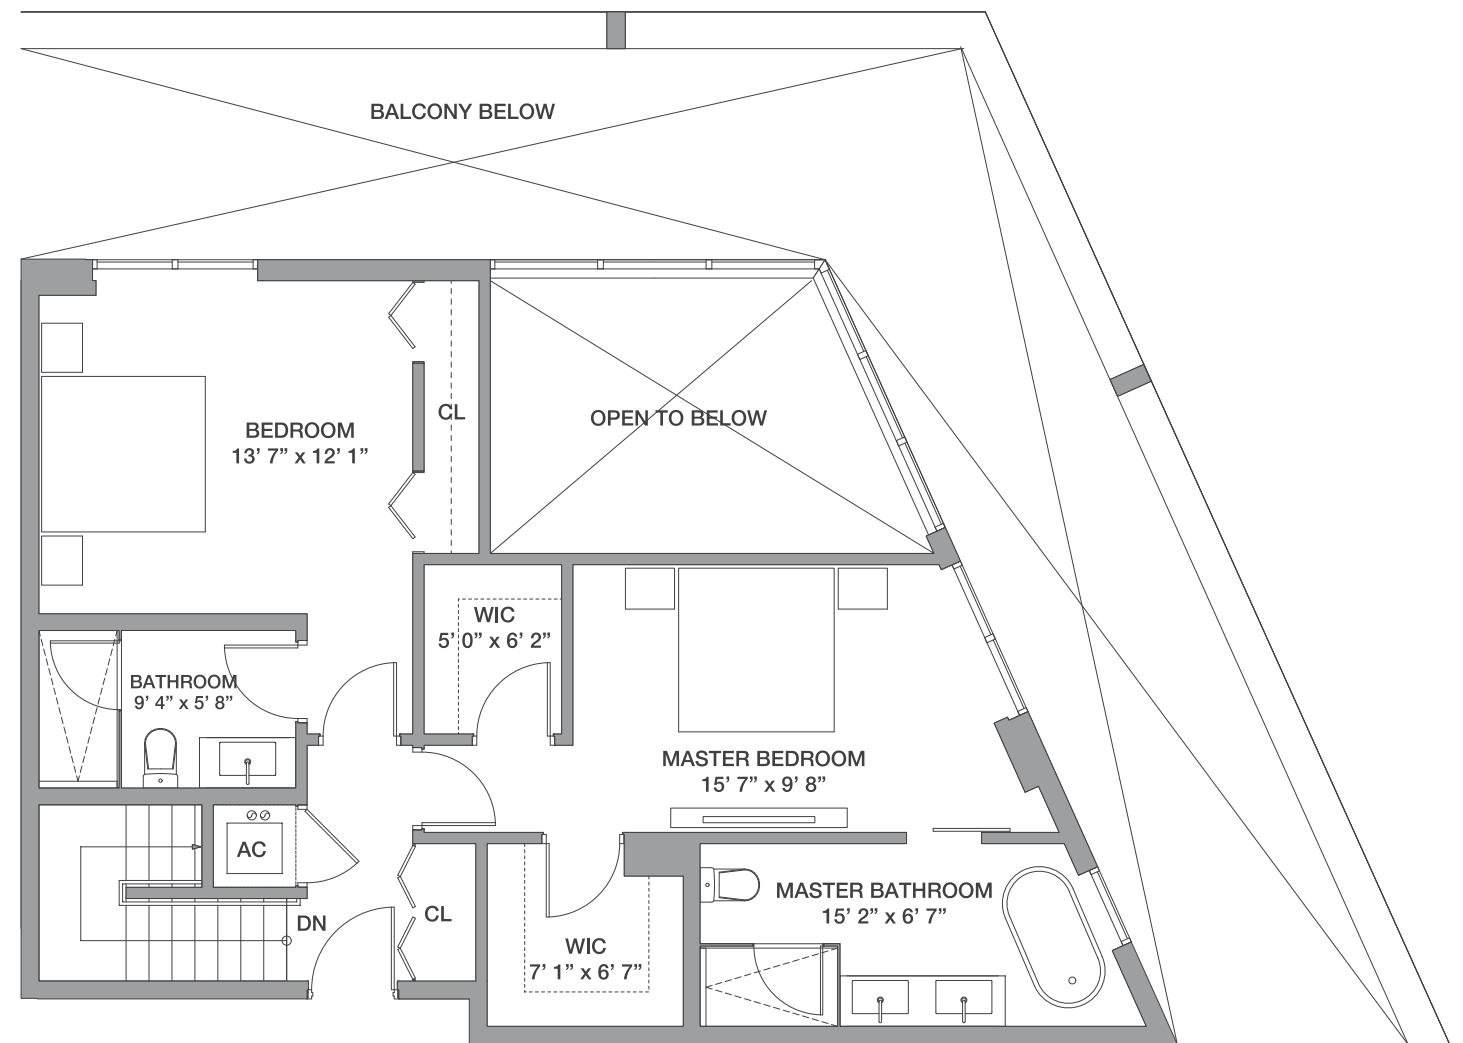 BALCONY BELOW
CL
OPEN TO BELOW
BEDROOM
13’ 7” x 12’ 1”
WIC
5’ 0” x 6’ 2”
BATHROOM
9’ 4” x 5’ 8”
MASTER BEDROOM
15’ 7” x 9’ 8”
AC
MASTER BATHROOM
15’ 2” x 6’ 7”
CL
DN
WIC
7’ 1” x 6’ 7”